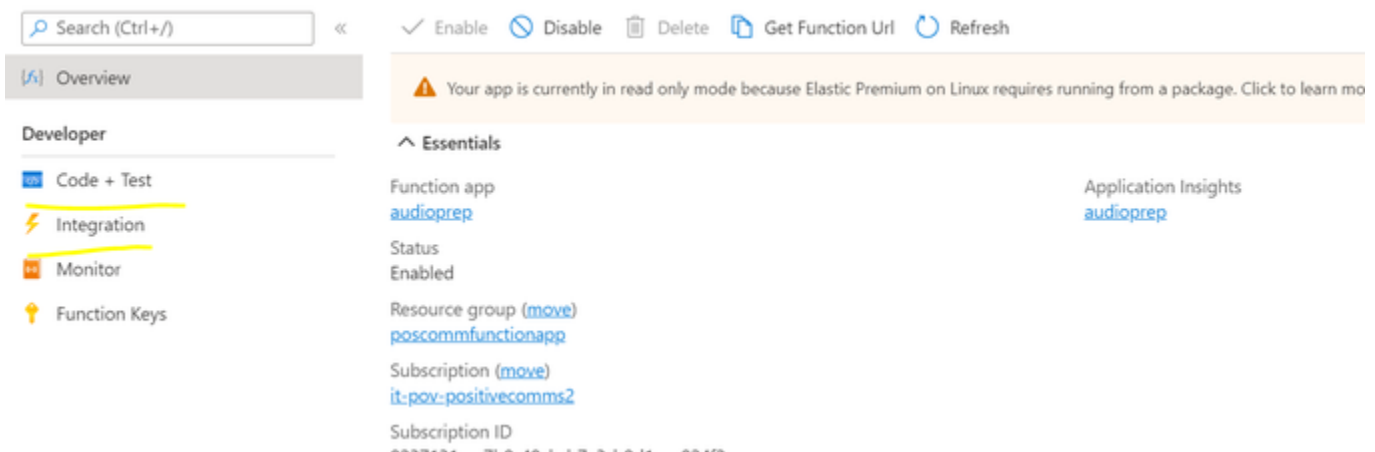 Search (Ctrl+/)
«
Enable
Disable
Delete
Get Function Url
Refresh
Overview
Your app is currently in read only mode because Elastic Premium on Linux requires running from a package. Click to learn mo
Developer
Code + Test
Integration
Monitor
Function Keys
Essentials
Function app
audioprep
Status
Enabled
Resource group (move)
poscommfunctionapp
Subscription (move)
it-pov-positivecomms2
Subscription ID
Application Insights
audioprep